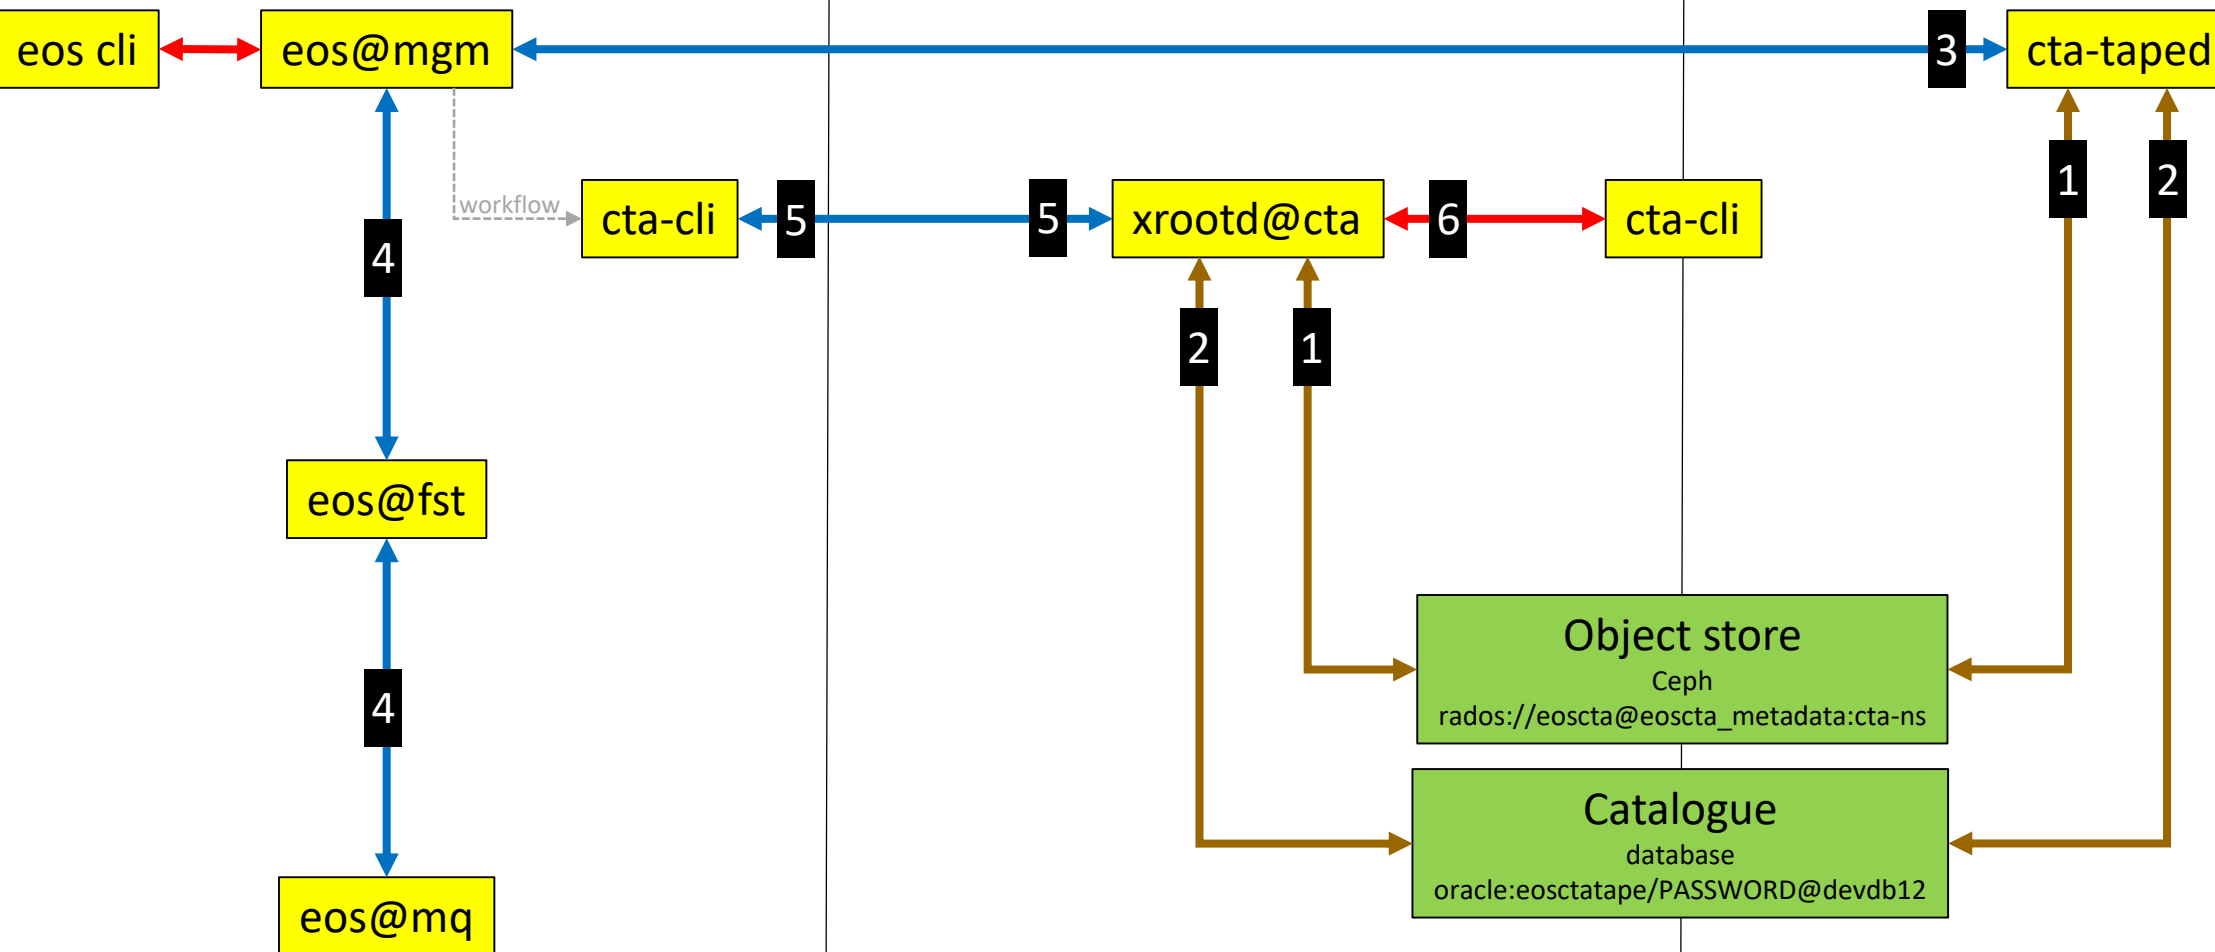 eos cli
eos@mgm
3
cta-taped
1
2
workflow
cta-cli
5
5
xrootd@cta
6
cta-cli
4
2
1
eos@fst
Object store
Ceph
rados://eoscta@eoscta_metadata:cta-ns
4
Catalogue
database
oracle:eosctatape/PASSWORD@devdb12
eos@mq